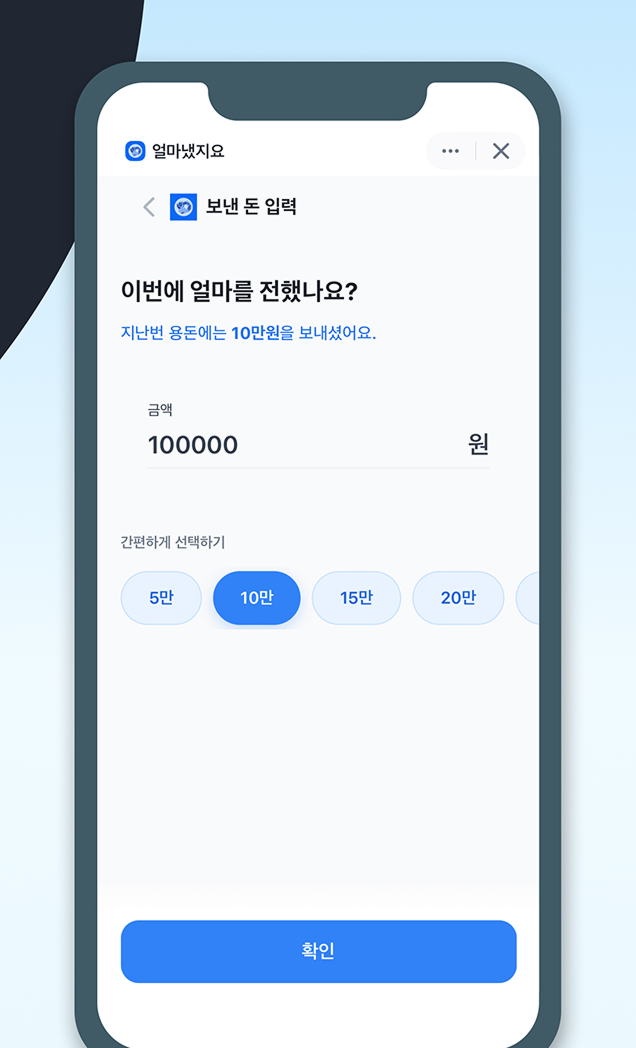 얼마냈지요
보낸 돈 입력
이번에 얼마를 전했나요?
지난번 용돈에는 10만원을 보내셨어요.
금액
100000 원
간편하게 선택하기
5만 10만 15만 20만
확인